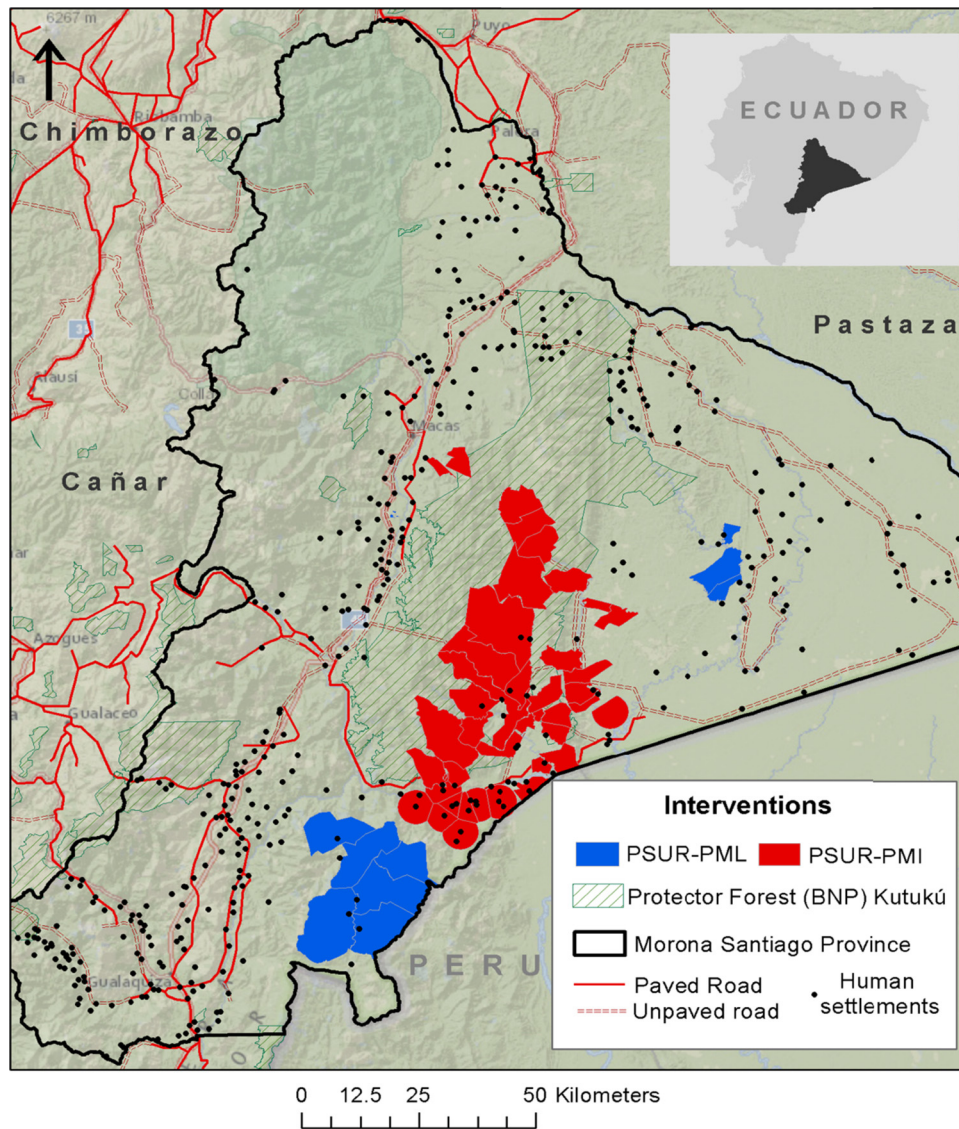 6267 m
Puyo
ECUADOR
Riobamba
Chimborazo
Palora
Pastaza
Alausí
Macas
Cañar
Azogues
Gualaceo
Gualaquiza
PERU
Interventions
PSUR-PML PSUR-PMI
Protector Forest (BNP) Kutukú
Morona Santiago Province
Paved Road
Unpaved road
Human
settlements
0 12.5 25 50 Kilometers